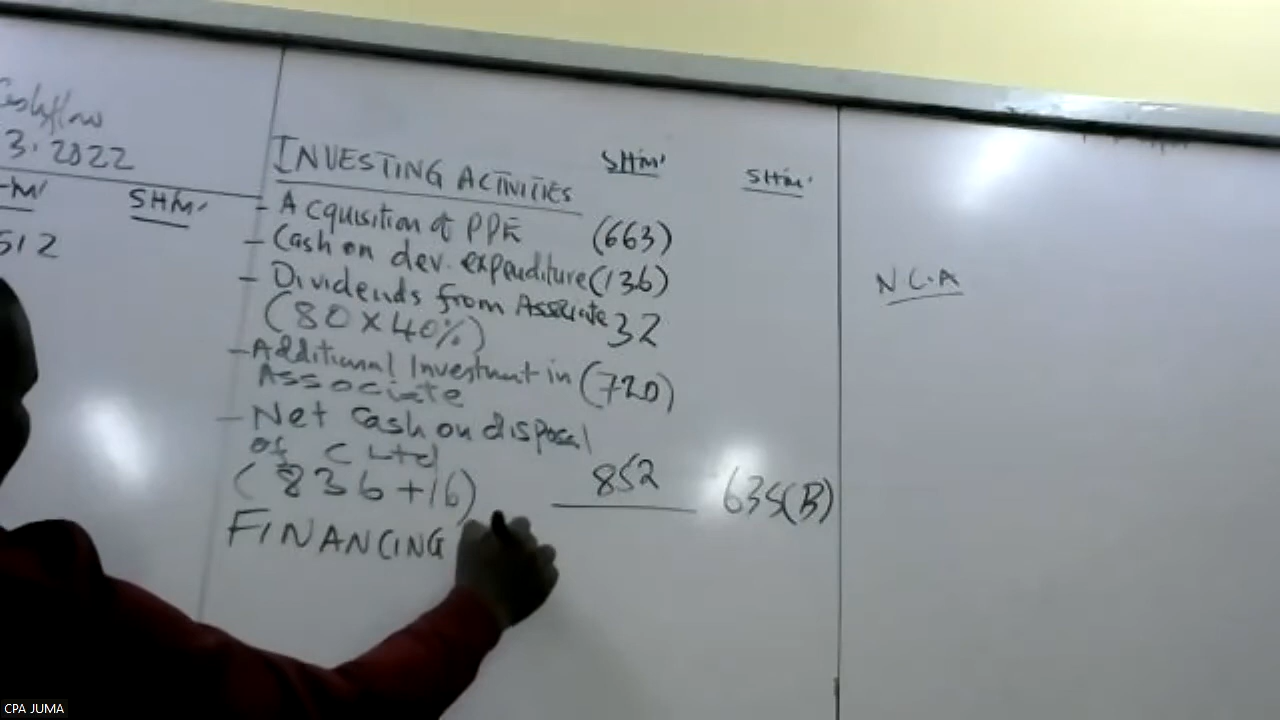 Cashflow
3.2022
-M'
SHM'
512
INVESTING ACTIVITIES
SHM'
SHM'
- Acquisition of PPE (663)
- Cash on dev. expenditure (136)
- Dividends from Associate 32
(80 X 40%)
- Additional Investment in (720)
Associate
- Net Cash on disposal
of C Ltd 852 635(B)
(836+16)
FINANCING
N C.A
CPA JUMA